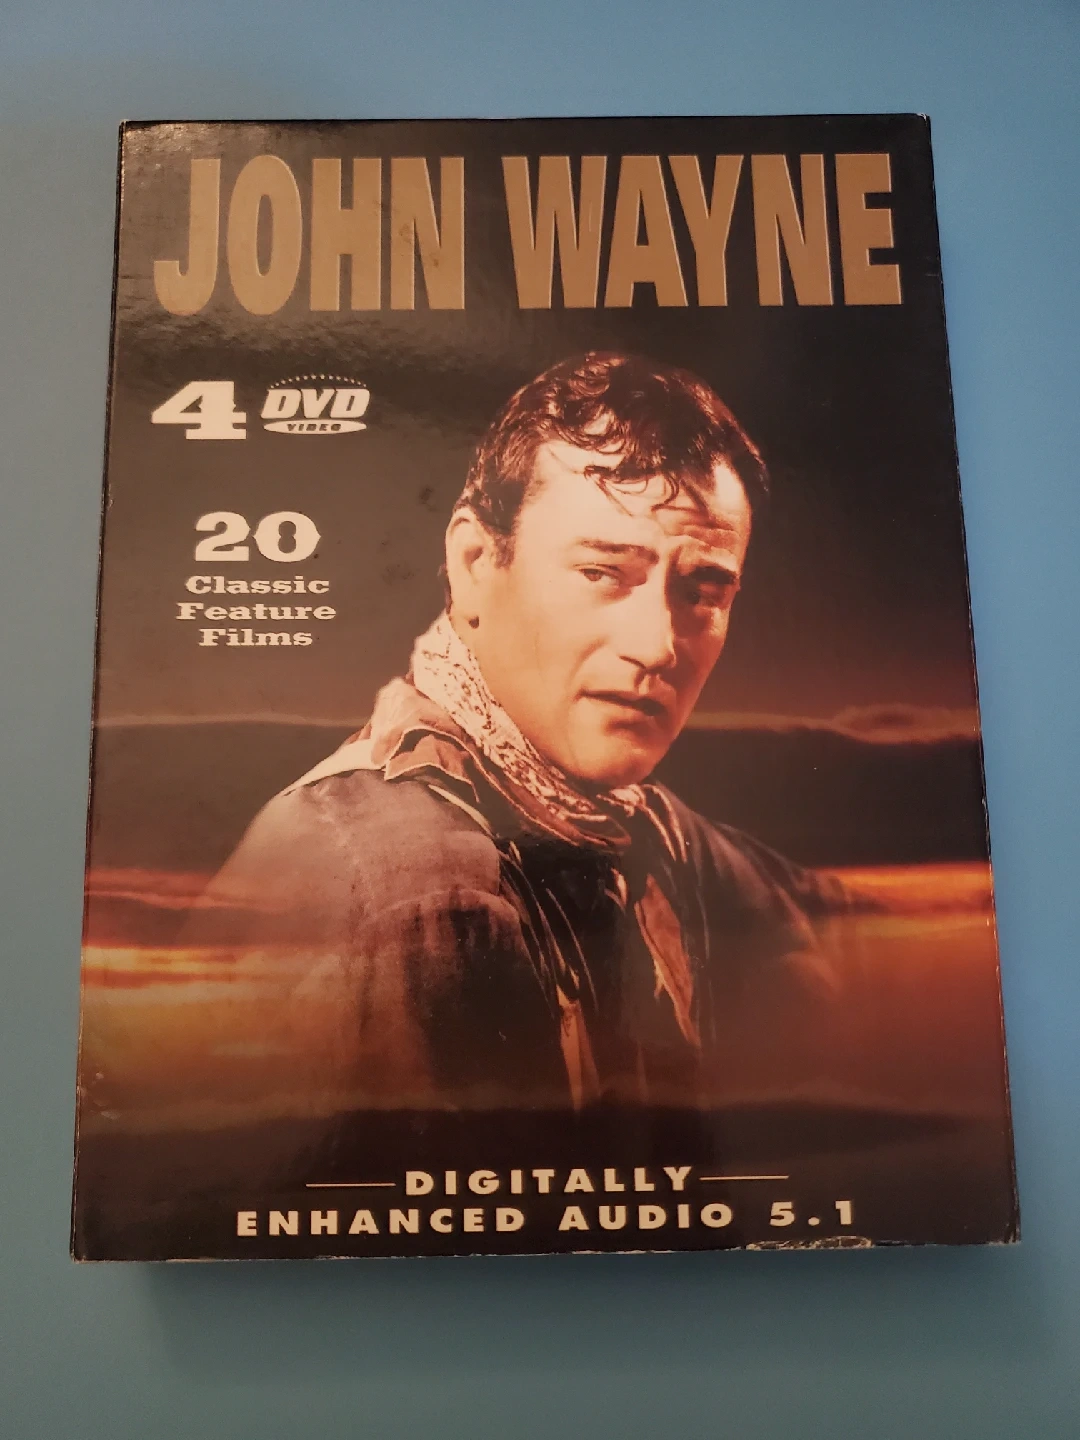 JOHN WAYNE
4 DVD
VIDEO
20
Classic
Feature
Films
DIGITALLY
ENHANCED AUDIO 5.1